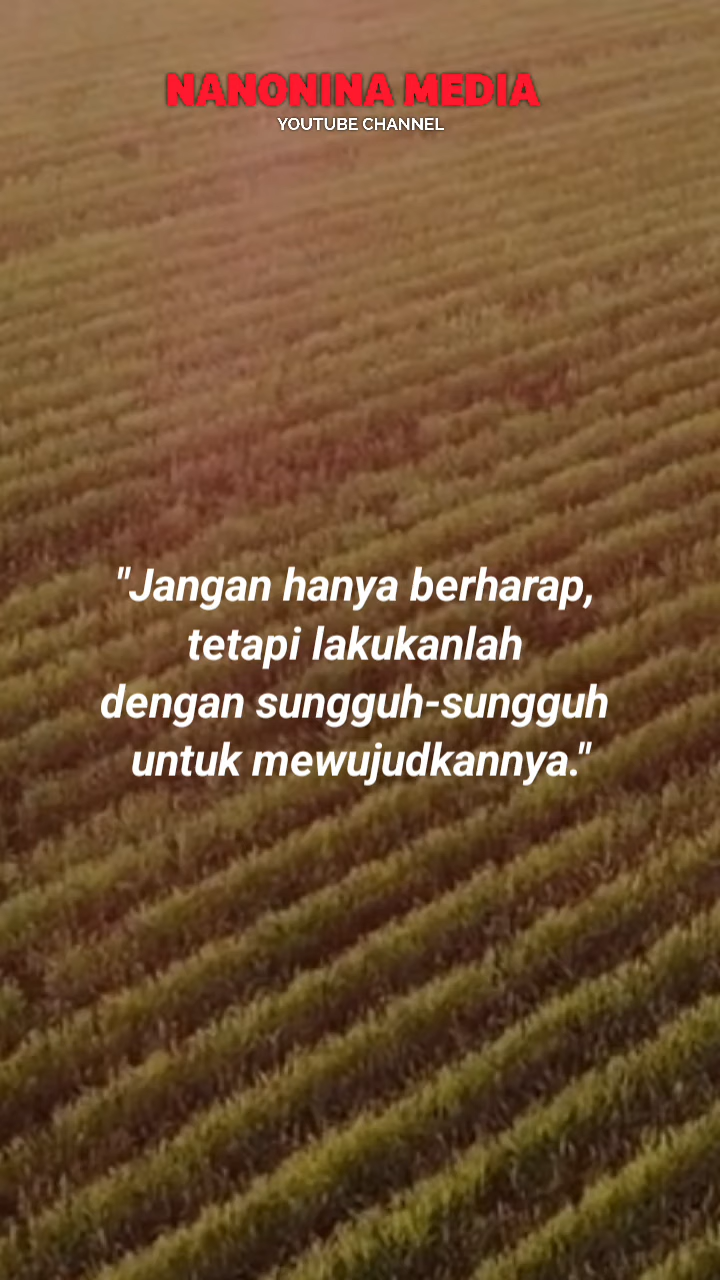 NANONINA MEDIA
YOUTUBE CHANNEL
"Jangan hanya berharap,
tetapi lakukanlah
dengan sungguh-sungguh
untuk mewujudkannya."